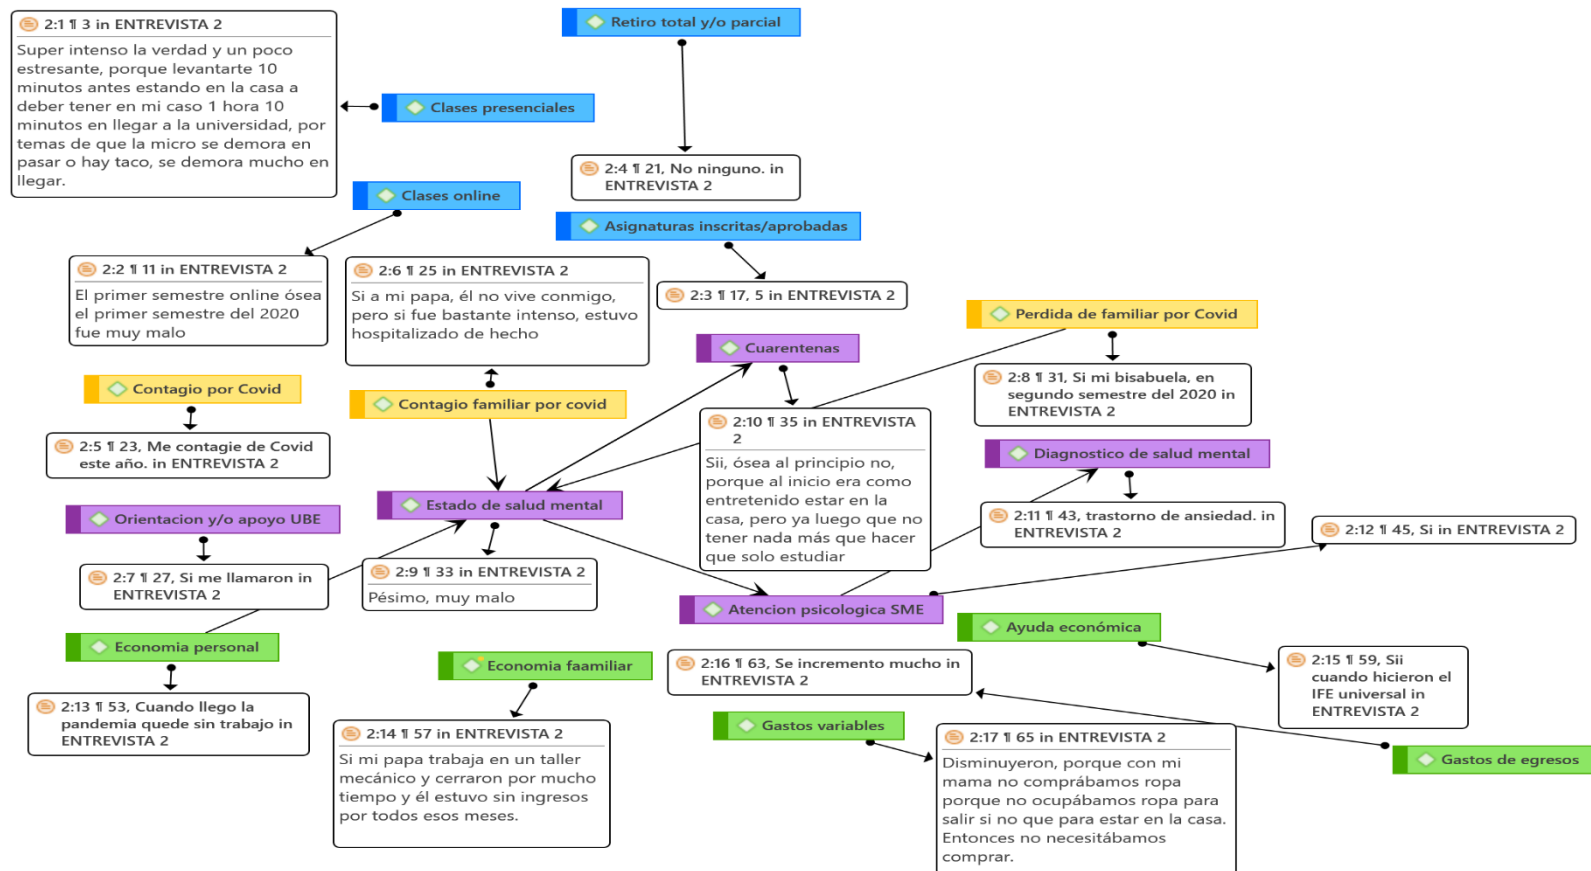 2:1 ¶ 3 in ENTREVISTA 2
Super intenso la verdad y un poco
estresante, porque levantarte 10
minutos antes estando en la casa a
deber tener en mi caso 1 hora 10
minutos en llegar a la universidad, por
temas de que la micro se demora en
pasar o hay taco, se demora mucho en
llegar.
Retiro total y/o parcial
Clases presenciales
2:4 ¶ 21, No ninguno. in
ENTREVISTA 2
Clases online
Asignaturas inscritas/aprobadas
2:2 ¶ 11 in ENTREVISTA 2
El primer semestre online ósea
el primer semestre del 2020
fue muy malo
2:6 ¶ 25 in ENTREVISTA 2
Si a mi papa, él no vive conmigo,
pero si fue bastante intenso, estuvo
hospitalizado de hecho
2:3 ¶ 17, 5 in ENTREVISTA 2
Perdida de familiar por Covid
Cuarentenas
2:8 ¶ 31, Si mi bisabuela, en
segundo semestre del 2020 in
ENTREVISTA 2
Contagio por Covid
Contagio familiar por covid
2:5 ¶ 23, Me contagie de Covid
este año. in ENTREVISTA 2
2:10 ¶ 35 in ENTREVISTA
2
Sii, ósea al principio no,
porque al inicio era como
entretenido estar en la
casa, pero ya luego que no
tener nada más que hacer
que solo estudiar
Diagnostico de salud mental
Estado de salud mental
Orientacion y/o apoyo UBE
2:11 ¶ 43, trastorno de ansiedad. in
ENTREVISTA 2
2:12 ¶ 45, Si in ENTREVISTA 2
2:7 ¶ 27, Si me llamaron in
ENTREVISTA 2
2:9 ¶ 33 in ENTREVISTA 2
Pésimo, muy malo
Atencion psicologica SME
Ayuda económica
Economia personal
Economia faamiliar
2:16 ¶ 63, Se incremento mucho in
ENTREVISTA 2
2:15 ¶ 59, Sii
cuando hicieron el
IFE universal in
ENTREVISTA 2
2:13 ¶ 53, Cuando llego la
pandemia quede sin trabajo in
ENTREVISTA 2
2:14 ¶ 57 in ENTREVISTA 2
Si mi papa trabaja en un taller
mecánico y cerraron por mucho
tiempo y él estuvo sin ingresos
por todos esos meses.
Gastos variables
2:17 ¶ 65 in ENTREVISTA 2
Disminuyeron, porque con mi
mama no comprábamos ropa
porque no ocupábamos ropa para
salir si no que para estar en la casa.
Entonces no necesitábamos
comprar.
Gastos de egresos